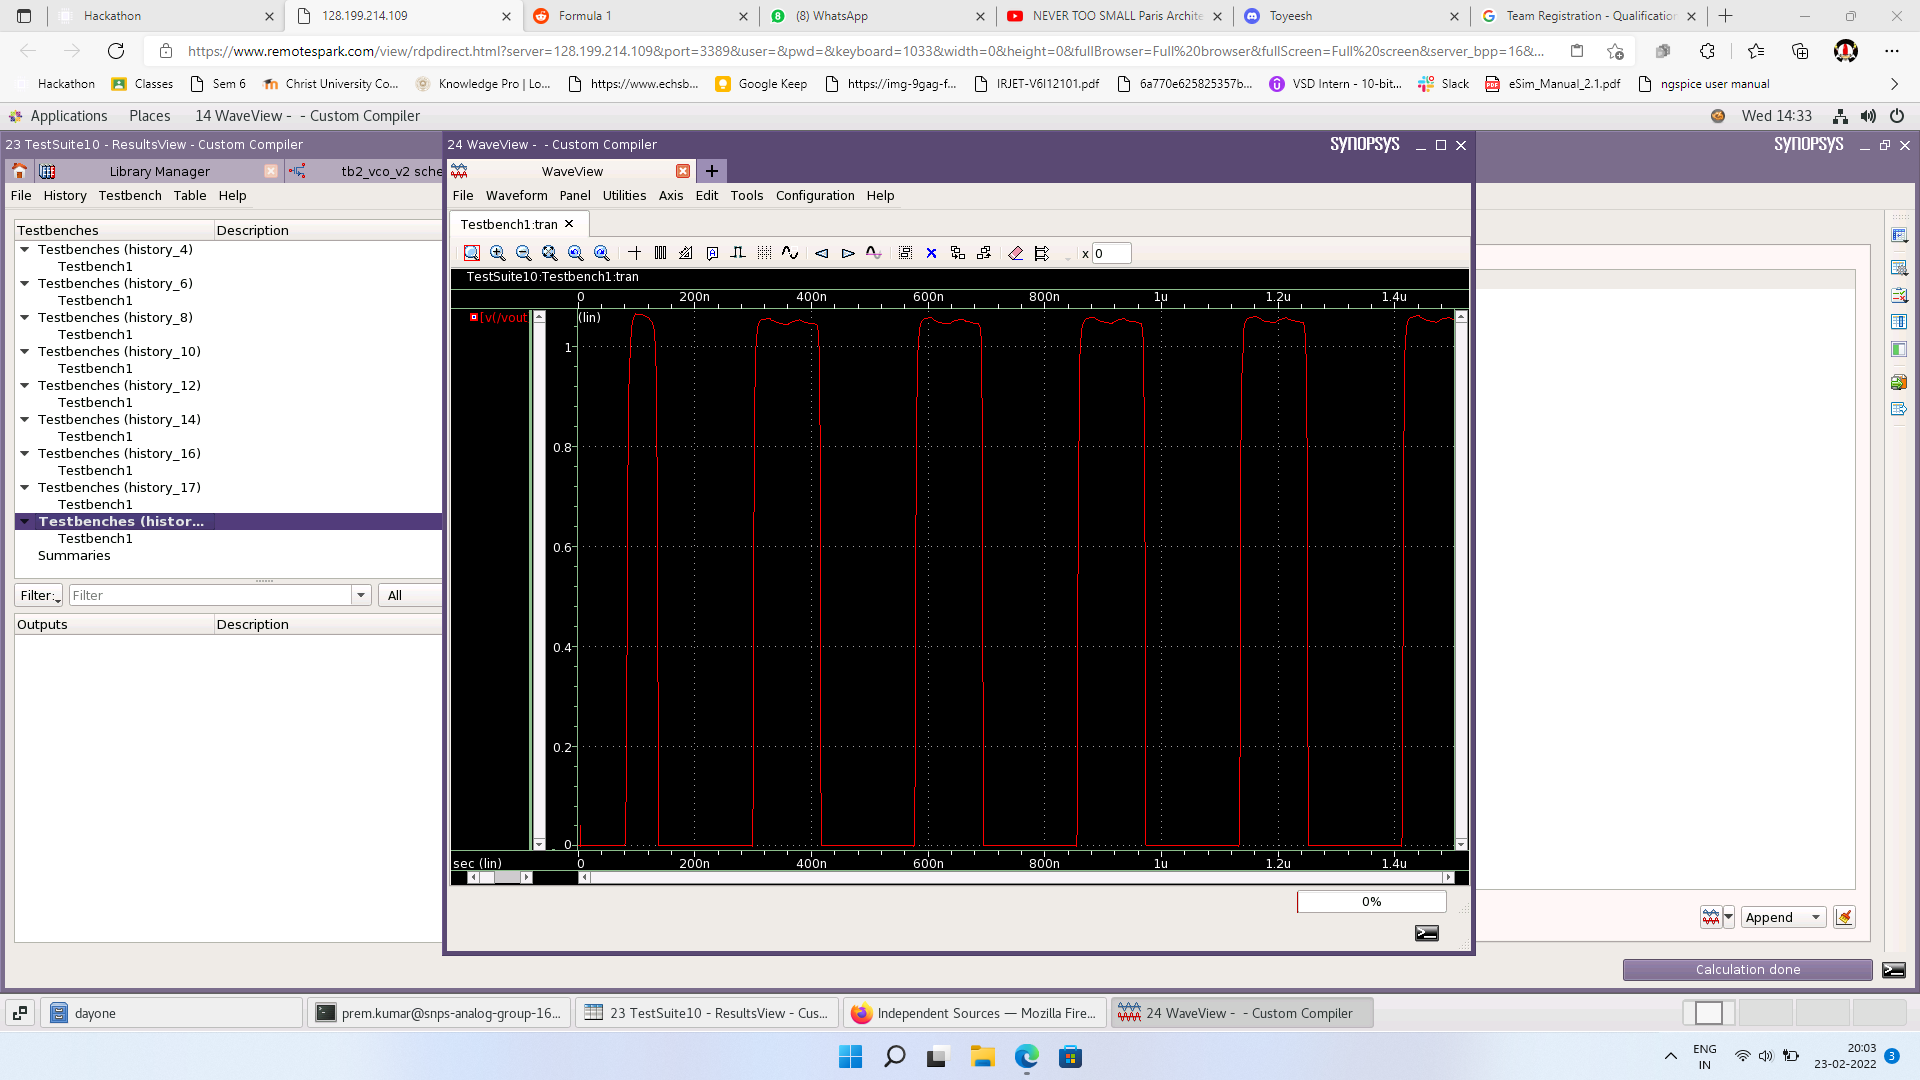 Hackathon
128.199.214.109
Formula 1
(8) WhatsApp
NEVER TOO SMALL Paris Archite
Toyeesh
Team Registration - Qualification
https://www.remotespark.com/view/rdpdirect.html?server=128.199.214.109&port=3389&user=&pwd=&keyboard=1033&width=0&height=0&fullBrowser=Full%20browser&fullScreen=Full%20screen&server_bpp=16&...
Hackathon
Classes
Sem 6
Christ University Co...
Knowledge Pro | Lo...
https://www.echsb...
Google Keep
https://img-9gag-f...
IRJET-V6I12101.pdf
6a770e625825357b...
VSD Intern - 10-bit...
Slack
eSim_Manual_2.1.pdf
ngspice user manual
Applications
Places
14 WaveView - - Custom Compiler
Wed 14:33
23 TestSuite10 - ResultsView - Custom Compiler
24 WaveView - - Custom Compiler
SYNOPSYS
SYNOPSYS
Library Manager
tb2_vco_v2 sche
WaveView
File History Testbench Table Help
File Waveform Panel Utilities Axis Edit Tools Configuration Help
Testbench1:tran
x 0
Testbenches
Description
Testbenches (history_4)
Testbench1
Testbenches (history_6)
Testbench1
Testbenches (history_8)
Testbench1
Testbenches (history_10)
Testbench1
Testbenches (history_12)
Testbench1
Testbenches (history_14)
Testbench1
Testbenches (history_16)
Testbench1
Testbenches (history_17)
Testbench1
Testbenches (histor...
Testbench1
Summaries
Filter:
Filter
All
Outputs
Description
TestSuite10:Testbench1:tran
0 200n 400n 600n 800n 1u 1.2u 1.4u
[v(/vout
(lin)
1
0.8
0.6
0.4
0.2
0
sec (lin)
0 200n 400n 600n 800n 1u 1.2u 1.4u
0%
Append
Calculation done
dayone
prem.kumar@snps-analog-group-16...
23 TestSuite10 - ResultsView - Cus...
Independent Sources — Mozilla Fire...
24 WaveView - - Custom Compiler
ENG
IN
20:03
23-02-2022
3